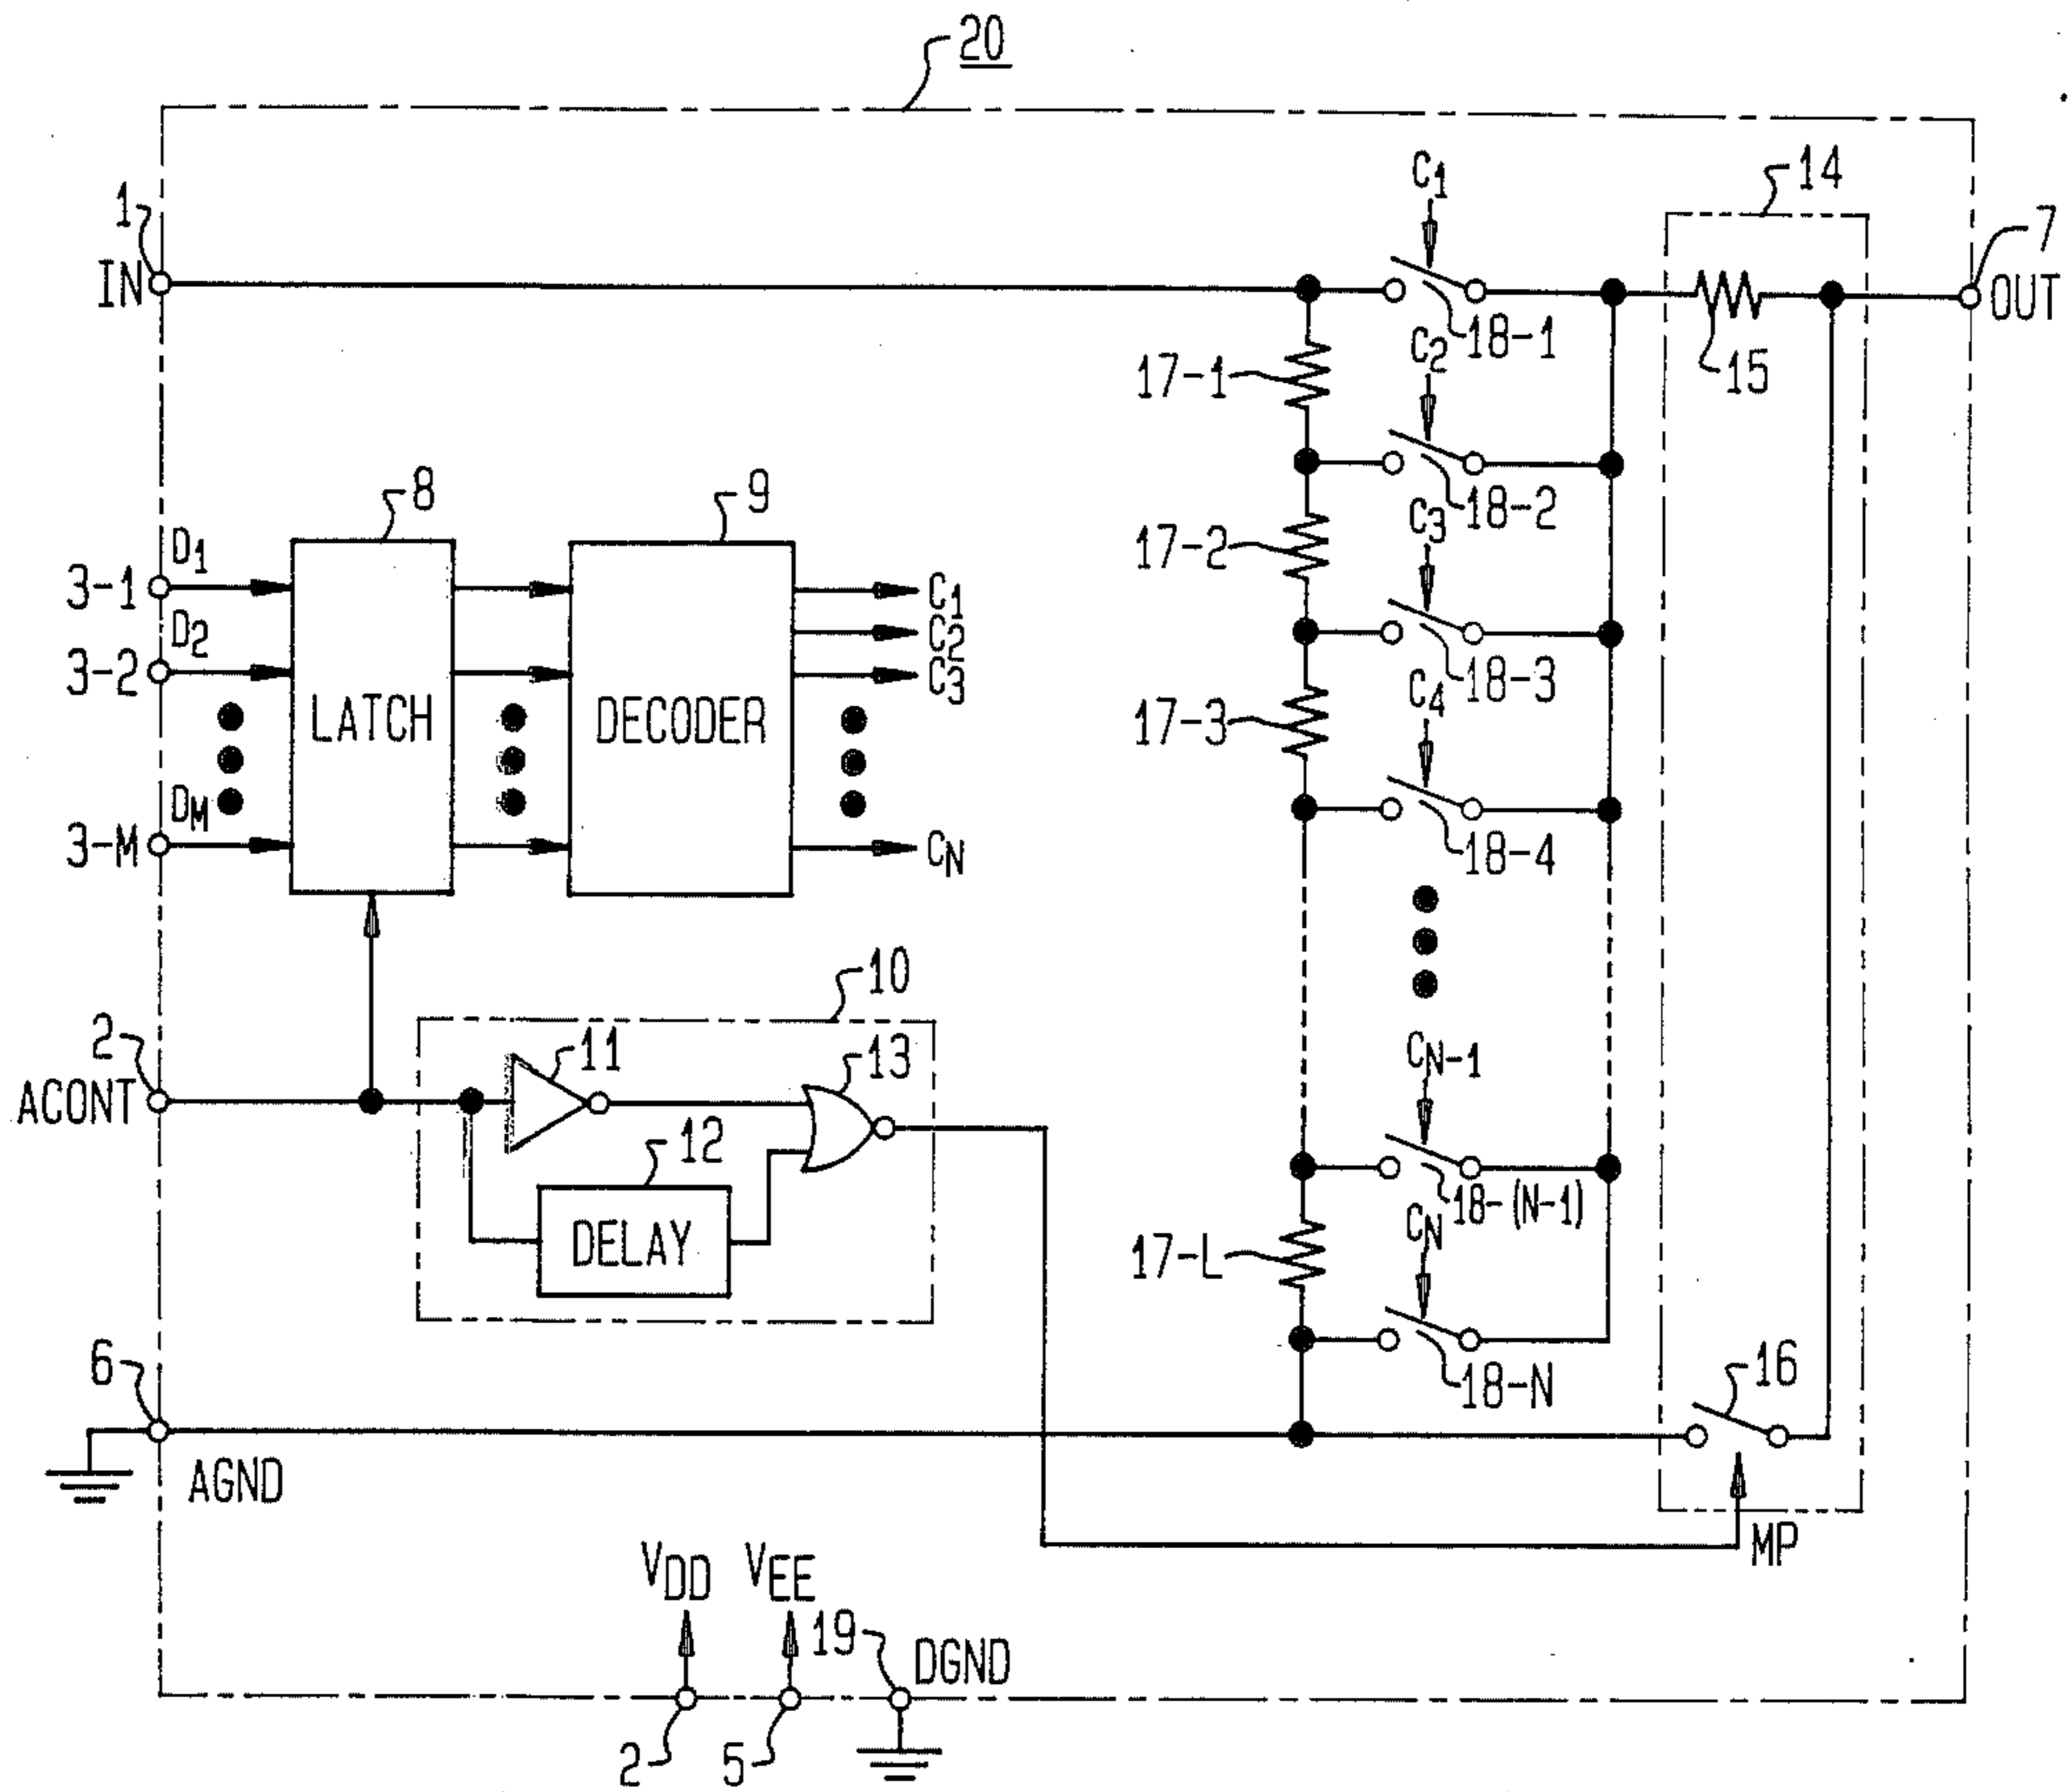 20
C1
14
1
7
IN
OUT
18-1
15
C2
17-1
18-2
8
9
C3
D1
17-2
3-1
C1
D2
C2
18-3
3-2
C3
C4
LATCH
DECODER
17-3
DM
3-M
CN
18-4
10
2
11
13
CN-1
ACONT
12
18-(N-1)
CN
DELAY
17-L
6
16
18-N
AGND
MP
VDD
VEE
19
DGND
2
5